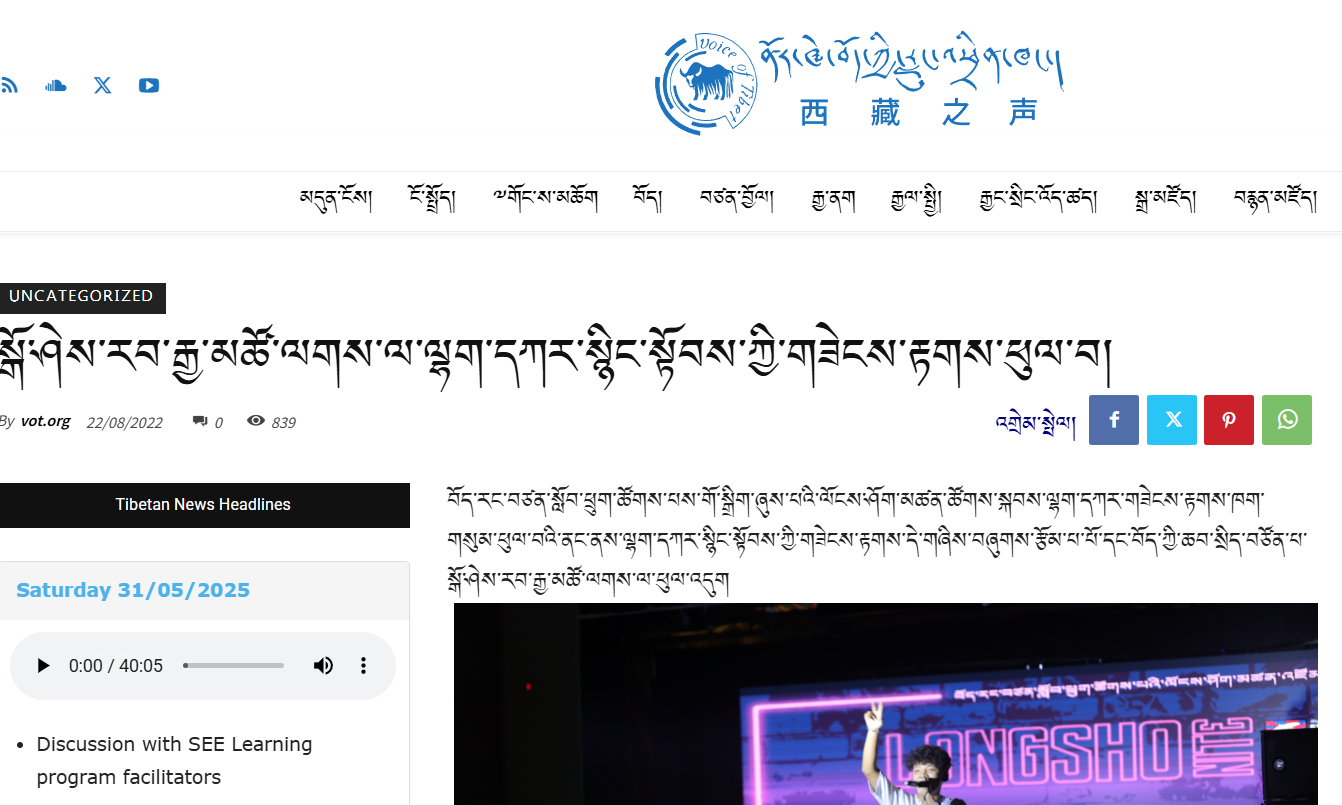 voice of Tibet
ནོད་ཀྱི་རླུང་འཕྲིན་ཁང་།
西藏之声
མདུན་ངོས། ངོ་སྤྲོད། ༸གོང་ས་མཆོག བོད། བཙན་བྱོལ། རྒྱ་ནག རྒྱལ་སྤྱི། རྒྱང་སྲིང་འོད་ཚད། སྒྲ་མཛོད། བརྙན་མཛོད།
UNCATEGORIZED
སྒོ་ཤེས་རབ་རྒྱ་མཚོ་ལགས་ལ་ལྷག་དཀར་སྙིང་སྟོབས་ཀྱི་གཟེངས་རྟགས་ཕུལ་བ།
By vot.org 22/08/2022 0 839
འགྲེམ་སྤེལ།
Tibetan News Headlines
བོད་རང་བཙན་སློབ་ཕྲུག་ཚོགས་པས་གོ་སྒྲིག་ཞུས་པའི་ལོངས་ཤོག་མཚན་ཚོགས་སྐབས་ལྷག་དཀར་གཟེངས་རྟགས་ཁག་
གསུམ་ཕུལ་བའི་ནང་ནས་ལྷག་དཀར་སྙིང་སྟོབས་ཀྱི་གཟེངས་རྟགས་དེ་གཞིས་བཞུགས་རྩོམ་པ་པོ་དང་བོད་ཀྱི་ཆབ་སྲིད་བཙོན་པ་
སྒོ་ཤེས་རབ་རྒྱ་མཚོ་ལགས་ལ་ཕུལ་འདུག
Saturday 31/05/2025
0:00 / 40:05
Discussion with SEE Learning
program facilitators
LONGSHO
NITE